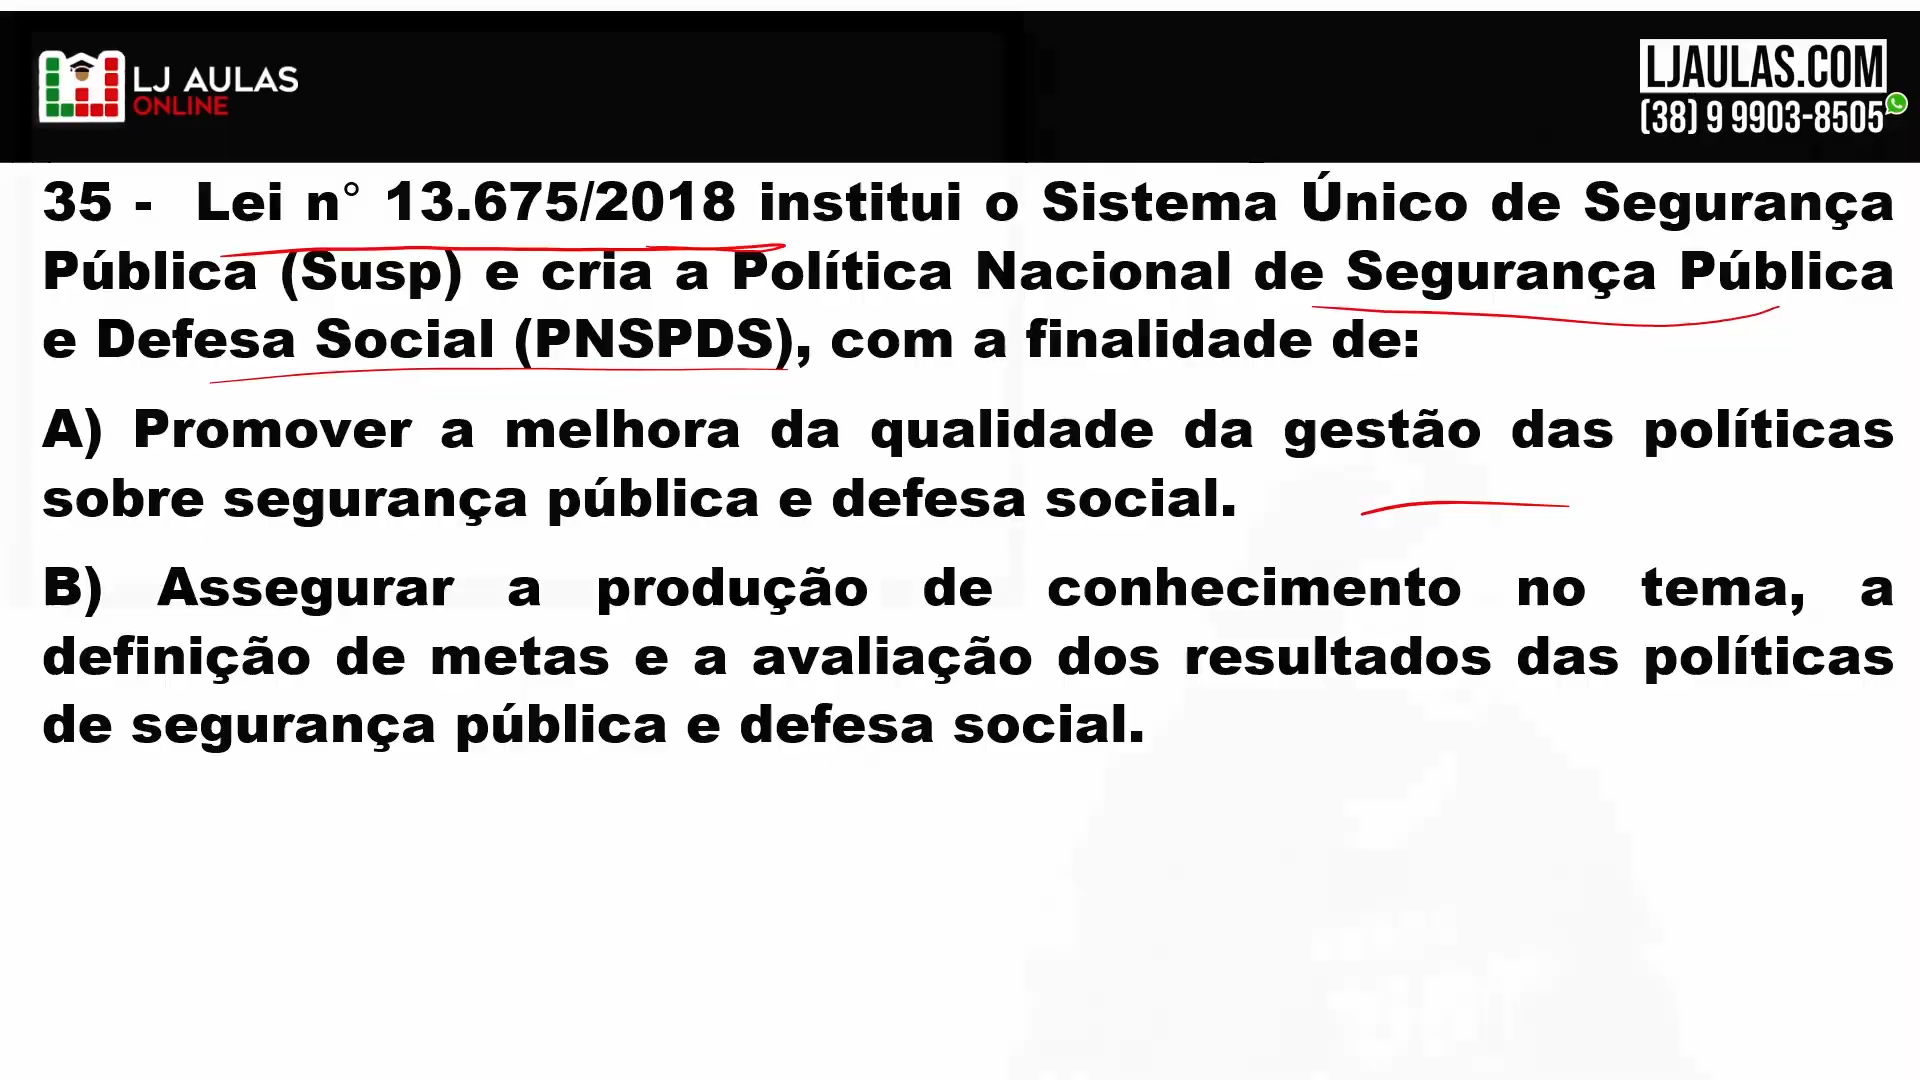 LJ AULAS
ONLINE
LJAULAS.COM
(38) 9 9903-8505
35 - Lei n° 13.675/2018 institui o Sistema Único de Segurança
Pública (Susp) e cria a Política Nacional de Segurança Pública
e Defesa Social (PNSPDS), com a finalidade de:
A) Promover a melhora da qualidade da gestão das políticas
sobre segurança pública e defesa social.
B) Assegurar a produção de conhecimento no tema, a
definição de metas e a avaliação dos resultados das políticas
de segurança pública e defesa social.